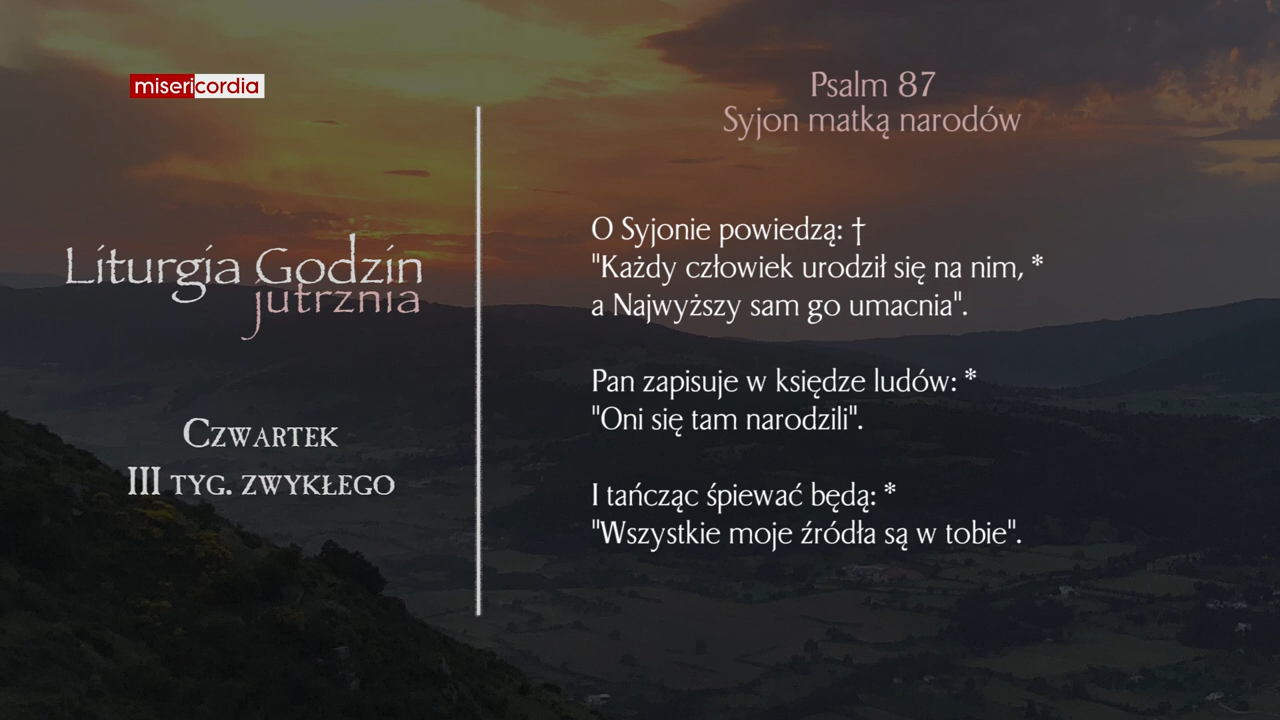 misericordia
Liturgia Godzin
jutrznia
Czwartek
III tyg. zwykłego
Psalm 87
Syjon matką narodów
O Syjonie powiedzą: †
"Każdy człowiek urodził się na nim, *
a Najwyższy sam go umacnia".
Pan zapisuje w księdze ludów: *
"Oni się tam narodzili".
I tańcząc śpiewać będą: *
"Wszystkie moje źródła są w tobie".